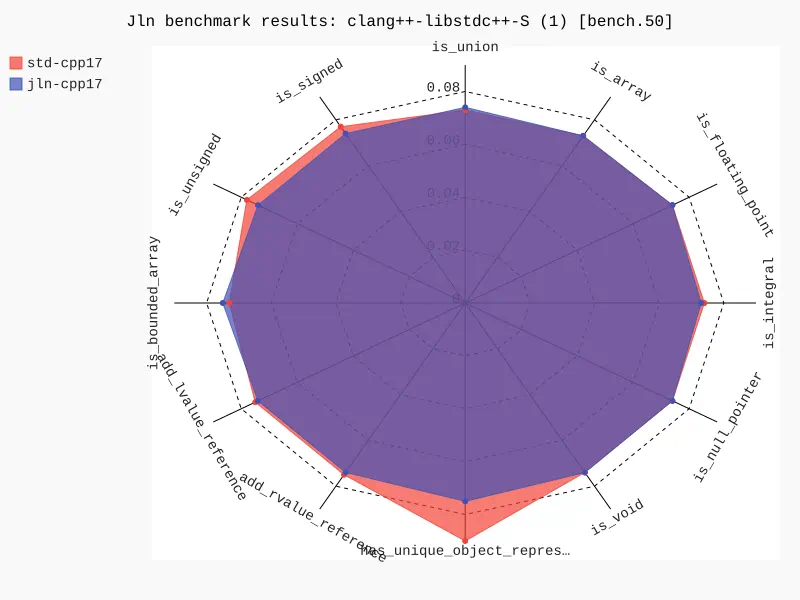 Jln benchmark results: clang++-libstdc++-S (1) [bench.50]
std-cpp17
jln-cpp17
is_union
is_array
is_floating_point
is_integral
is_null_pointer
is_void
has_unique_object_repres…
add_rvalue_reference
add_lvalue_reference
is_bounded_array
is_unsigned
is_signed
0.08
0.06
0.04
0.02
0